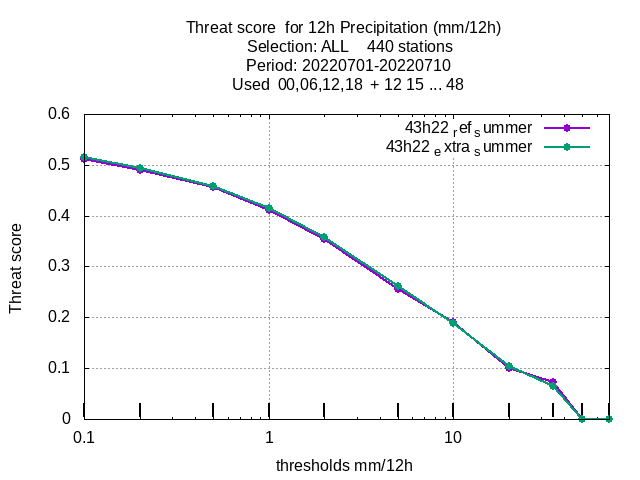 Threat score  for 12h Precipitation (mm/12h)
Selection: ALL    440 stations
Period: 20220701-20220710
Used  00,06,12,18  + 12 15 ... 48
43h22 ref summer
43h22 extra summer
0.6
0.5
0.4
0.3
0.2
0.1
0
Threat score
0.1 1 10
thresholds mm/12h